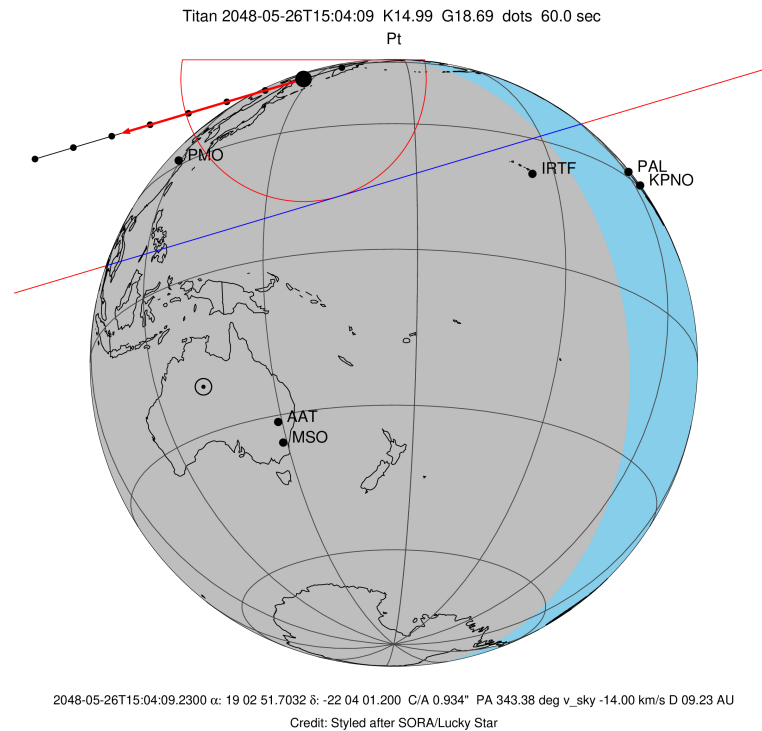 Titan 2048-05-26T15:04:09  K14.99  G18.69  dots  60.0 sec
Pt
PMO
IRTF
PAL
KPNO
AAT
MSO
2048-05-26T15:04:09.2300 α: 19 02 51.7032 δ: -22 04 01.200  C/A 0.934"  PA 343.38 deg v_sky -14.00 km/s D 09.23 AU
Credit: Styled after SORA/Lucky Star